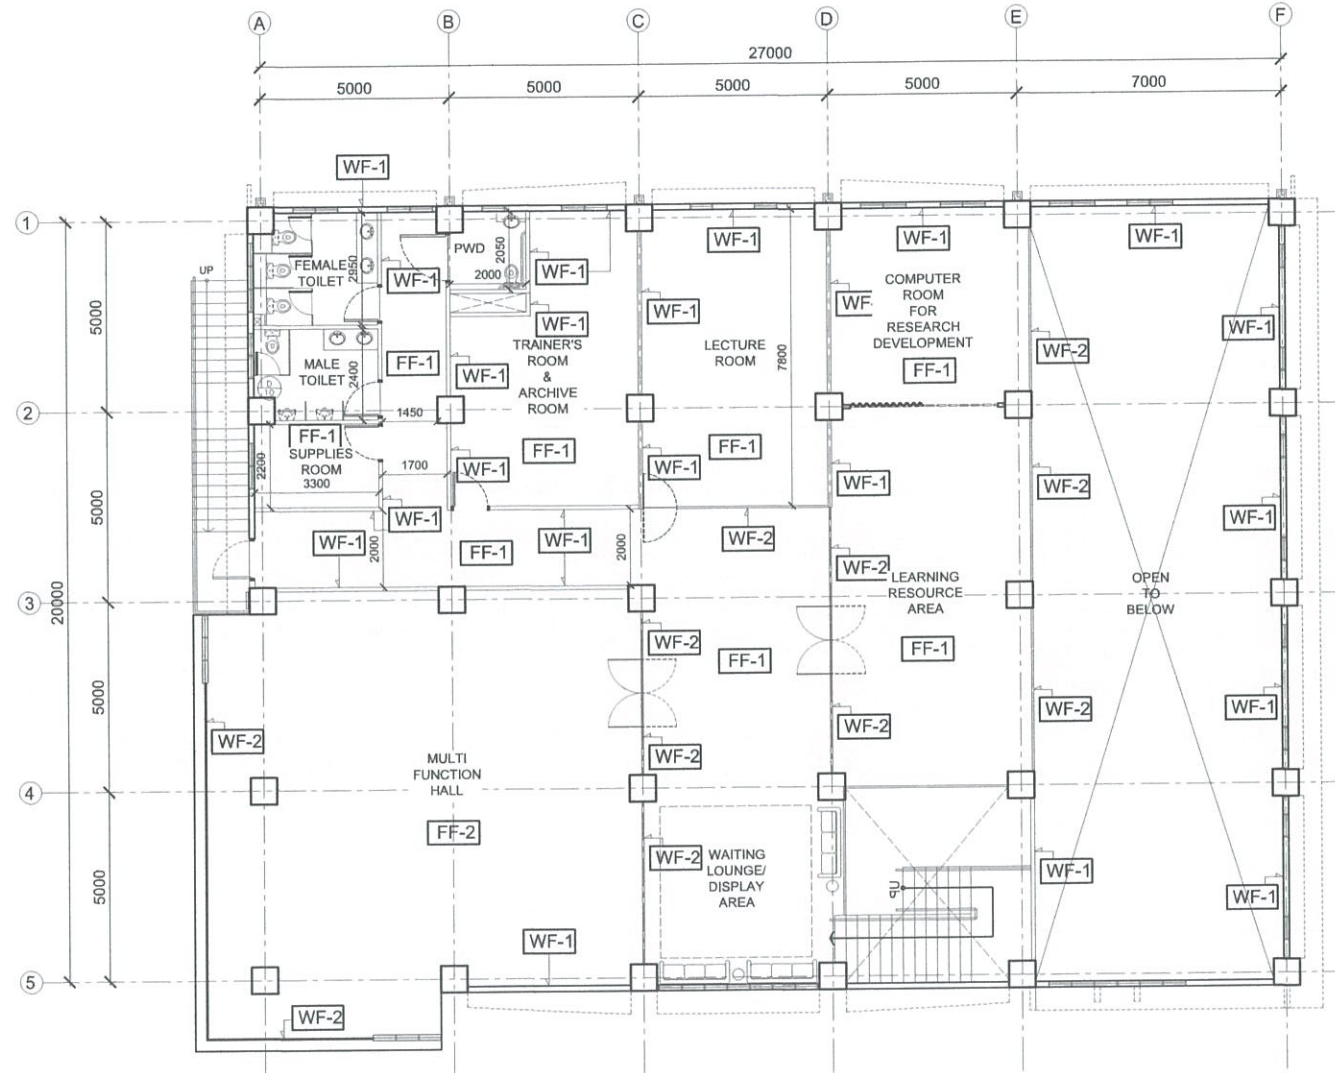 A
B
C
D
E
F
27000
5000
5000
5000
5000
7000
WF-1
1
UP
FEMALE
TOILET
2950
WF-1
PWD
2050
2000
WF-1
WF-1
WF-1
COMPUTER
ROOM
FOR
RESEARCH
DEVELOPMENT
WF-1
5000
WF-1
WF-1
WF-
WF-1
WF-2
MALE
TOILET
2400
FF-1
WF-1
TRAINER'S
ROOM
&
ARCHIVE
ROOM
LECTURE
ROOM
7800
FF-1
2
1450
FF-1
SUPPLIES
ROOM
2200
3300
1700
WF-1
FF-1
WF-1
FF-1
WF-1
WF-2
5000
WF-1
WF-1
2000
FF-1
WF-1
2000
WF-2
WF-2
WF-1
3
20000
LEARNING
RESOURCE
AREA
OPEN
TO
BELOW
WF-2
FF-1
FF-1
5000
WF-2
WF-2
WF-2
WF-2
WF-1
MULTI
FUNCTION
HALL
4
FF-2
WF-2
WAITING
LOUNGE/
DISPLAY
AREA
UP
WF-1
WF-1
5000
WF-1
5
WF-2